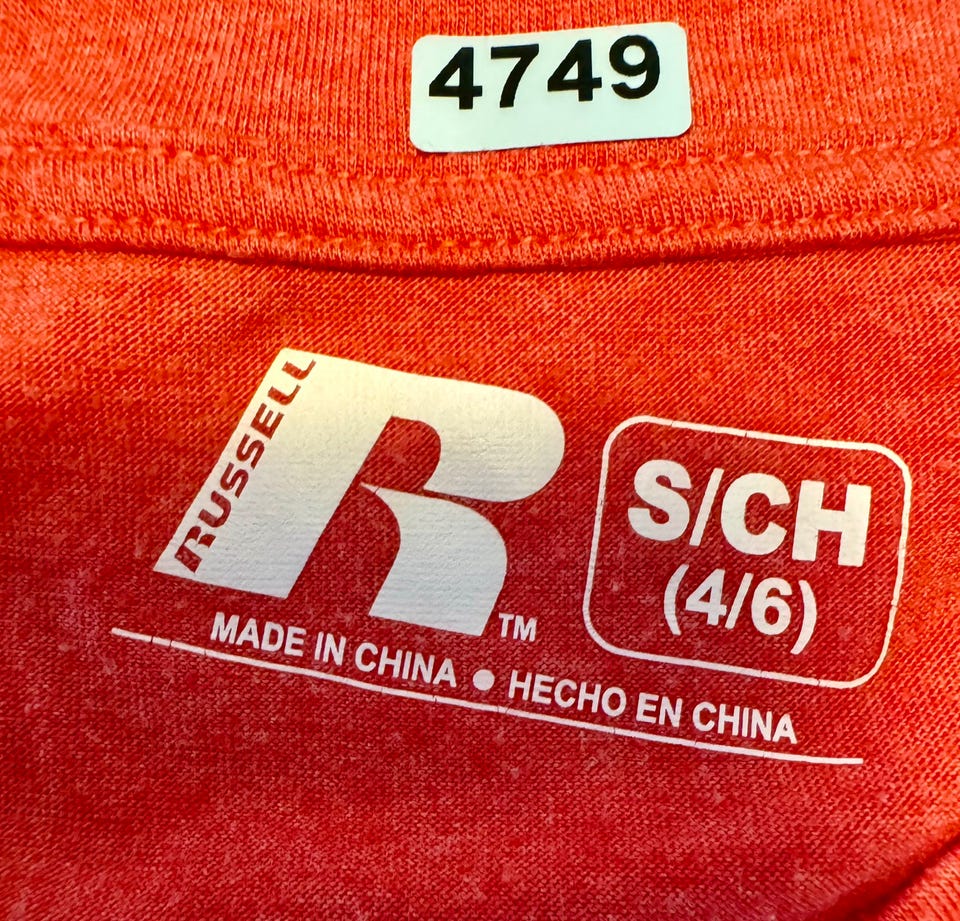 4749
RUSSELL
R
TM
S/CH
(4/6)
MADE IN CHINA • HECHO EN CHINA